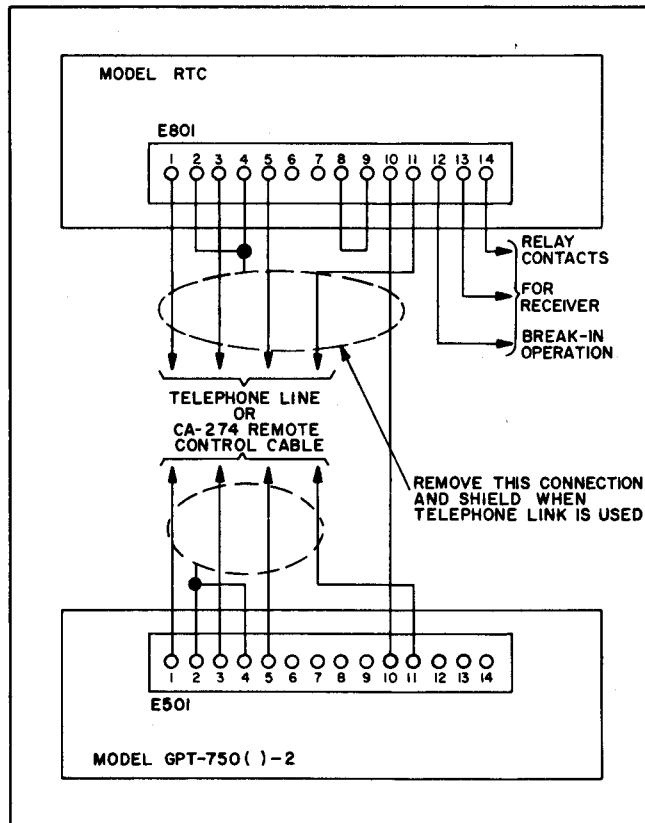 MODEL RTC
E801
1 2 3 4 5 6 7 8 9 10 11 12 13 14
RELAY
CONTACTS
FOR
RECEIVER
BREAK-IN
OPERATION
TELEPHONE LINE
OR
CA-274 REMOTE
CONTROL CABLE
REMOVE THIS CONNECTION
AND SHIELD WHEN
TELEPHONE LINK IS USED
1 2 3 4 5 6 7 8 9 10 11 12 13 14
E501
MODEL GPT-750( )-2